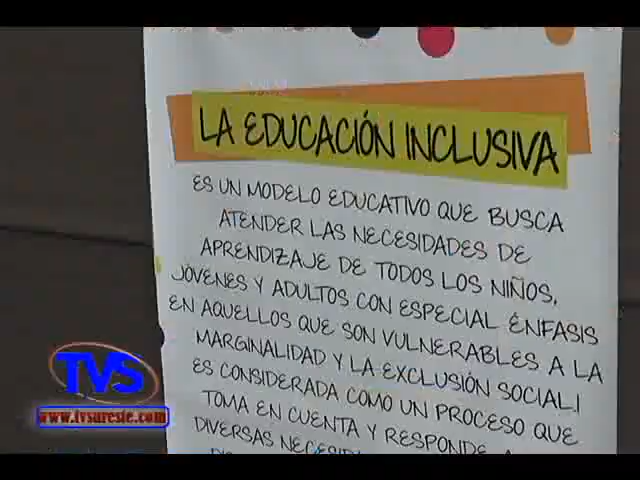 LA EDUCACIÓN INCLUSIVA
ES UN MODELO EDUCATIVO QUE BUSCA
ATENDER LAS NECESIDADES DE
APRENDIZAJE DE TODOS LOS NIÑOS,
JÓVENES Y ADULTOS CON ESPECIAL ÉNFASIS
EN AQUELLOS QUE SON VULNERABLES A LA
MARGINALIDAD Y LA EXCLUSIÓN SOCIAL.I
ES CONSIDERADA COMO UN PROCESO QUE
TOMA EN CUENTA Y RESPONDE A
DIVERSAS
TVS
www.tvsureste.com